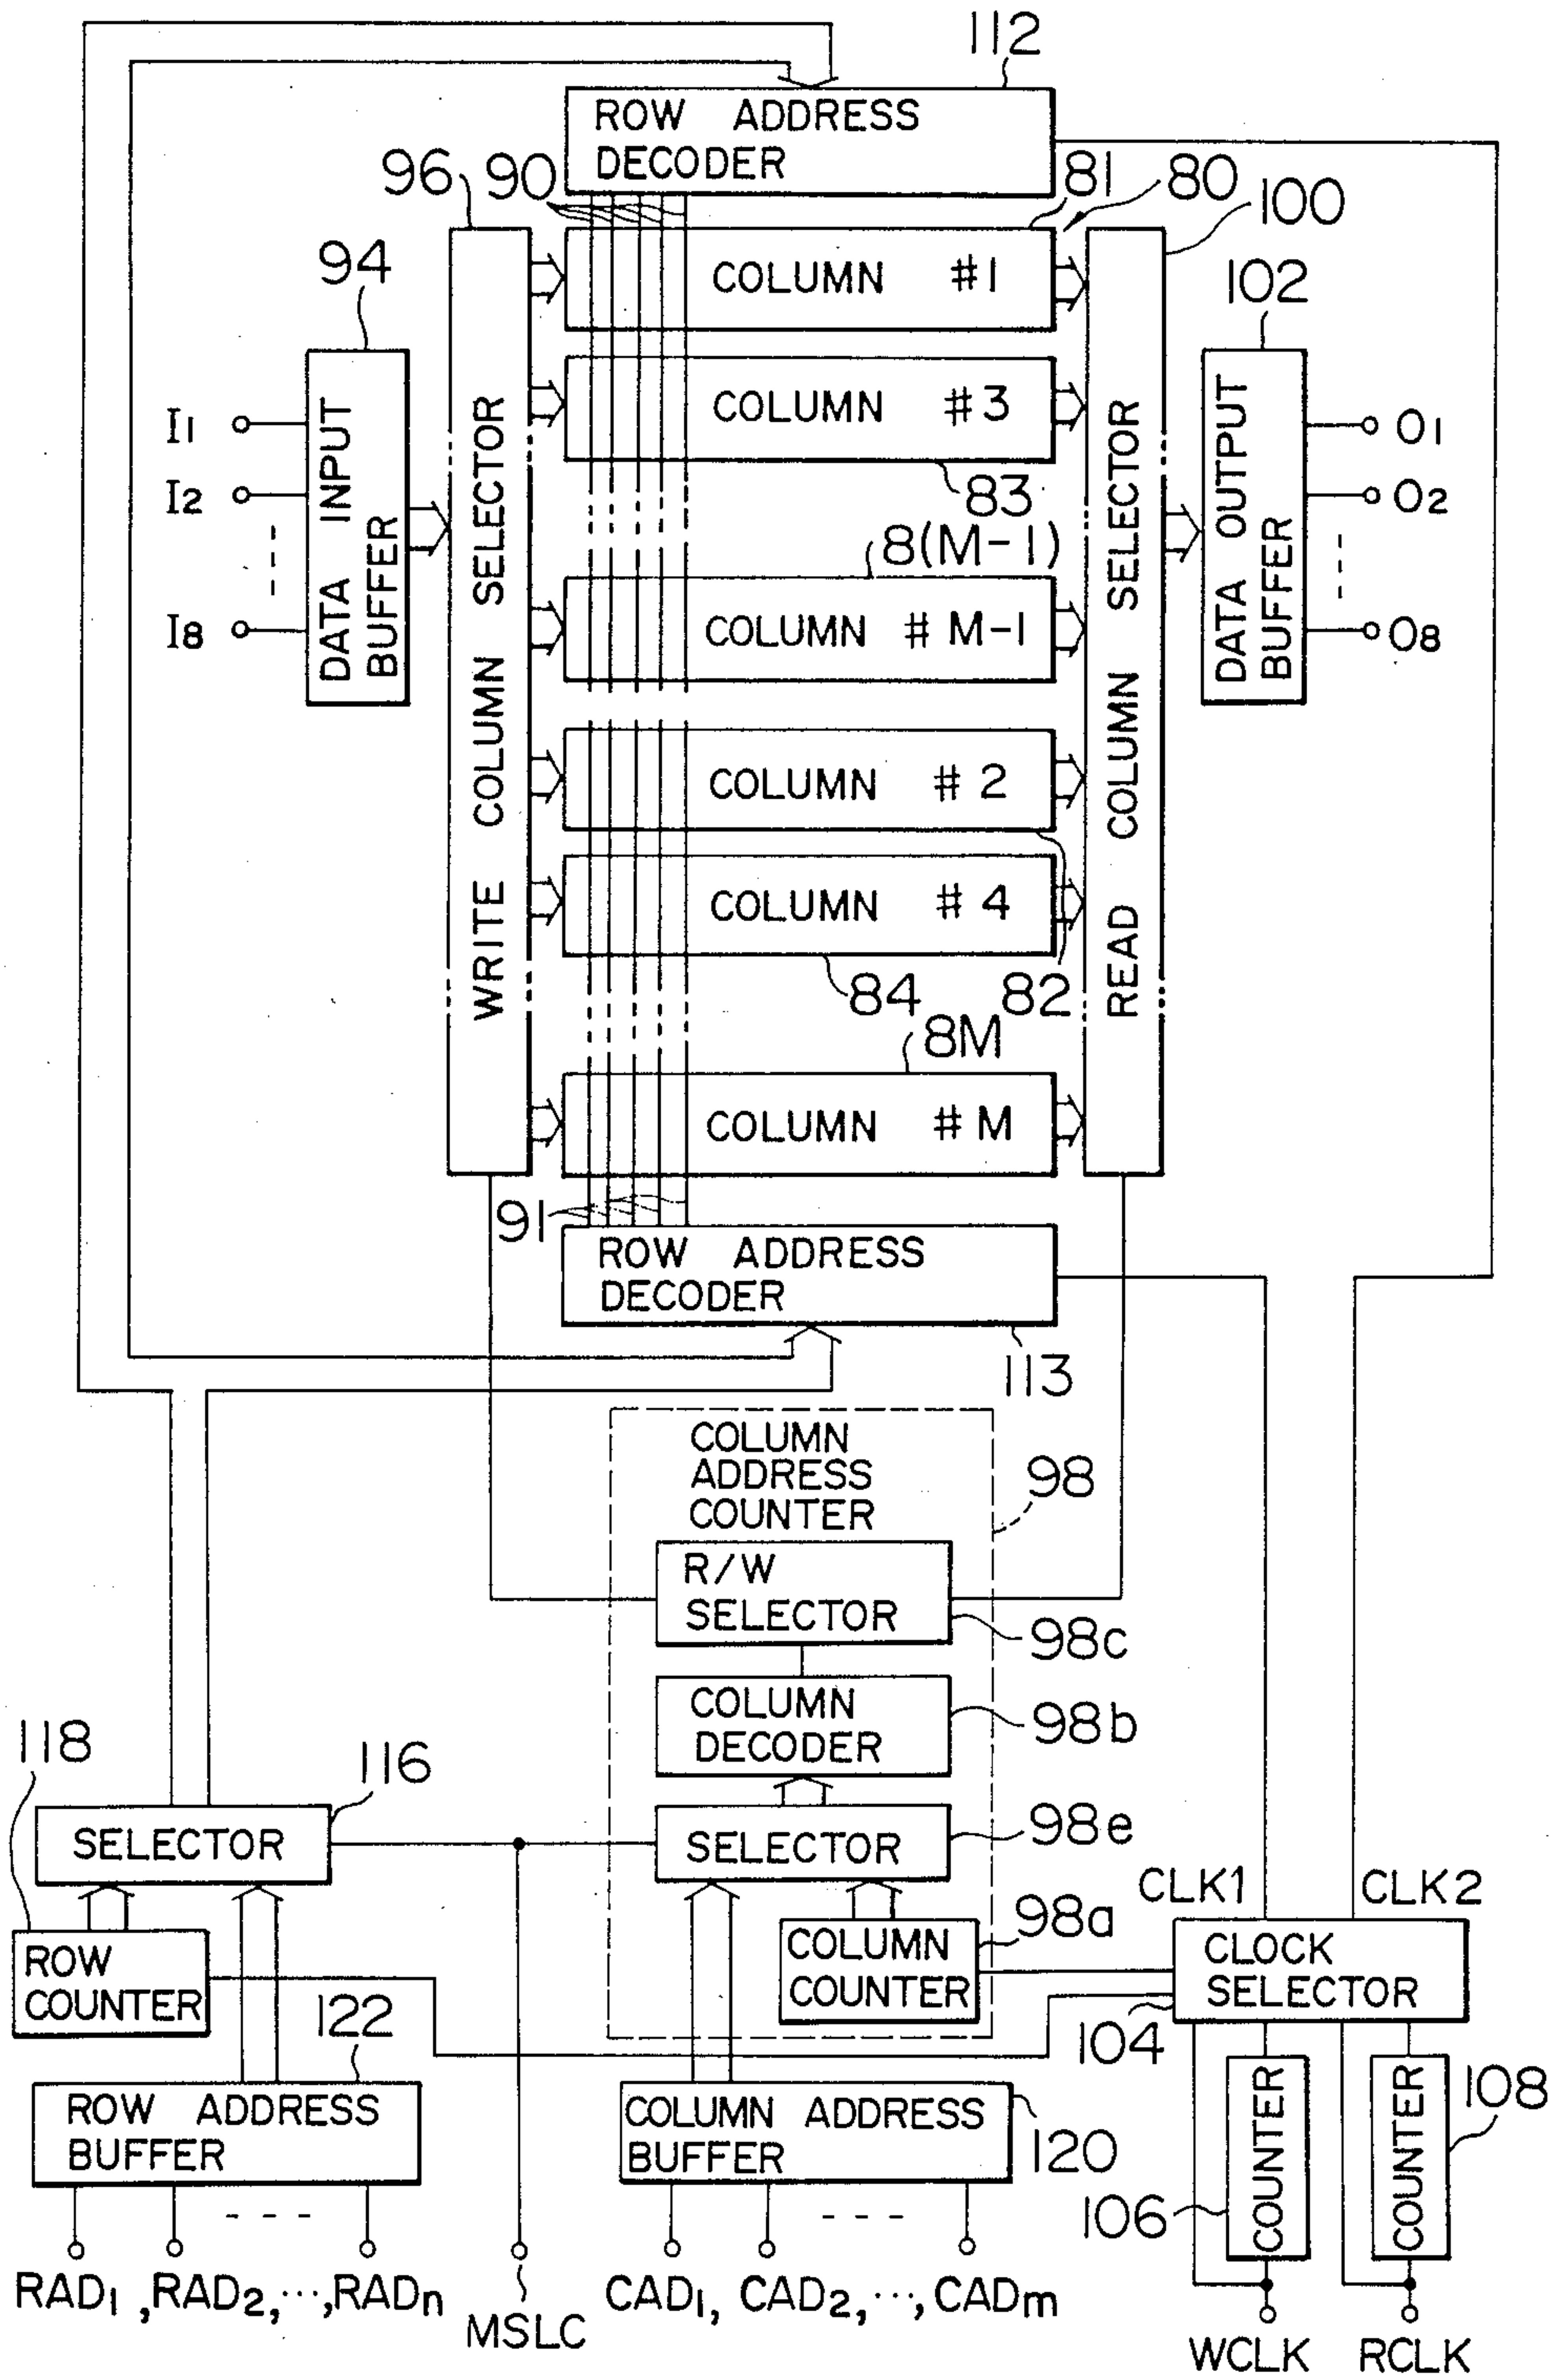 112
ROW ADDRESS
DECODER
96
90
81
80
100
94
102
COLUMN #1
COLUMN #3
83
I1
I2
I8
DATA INPUT
BUFFER
WRITE COLUMN SELECTOR
READ COLUMN SELECTOR
DATA OUTPUT
BUFFER
O1
O2
O8
8(M-1)
COLUMN # M-1
COLUMN # 2
COLUMN # 4
84
82
8M
COLUMN # M
91
ROW ADDRESS
DECODER
113
COLUMN
ADDRESS
COUNTER
98
R/W
SELECTOR
98c
COLUMN
DECODER
98b
118
116
SELECTOR
SELECTOR
98e
CLK1
CLK2
98a
ROW
COUNTER
COLUMN
COUNTER
CLOCK
SELECTOR
122
104
ROW ADDRESS
BUFFER
COLUMN ADDRESS
BUFFER
120
COUNTER
106
COUNTER
108
RAD1 ,RAD2,···,RADn
MSLC
CAD1, CAD2,···, CADm
WCLK
RCLK